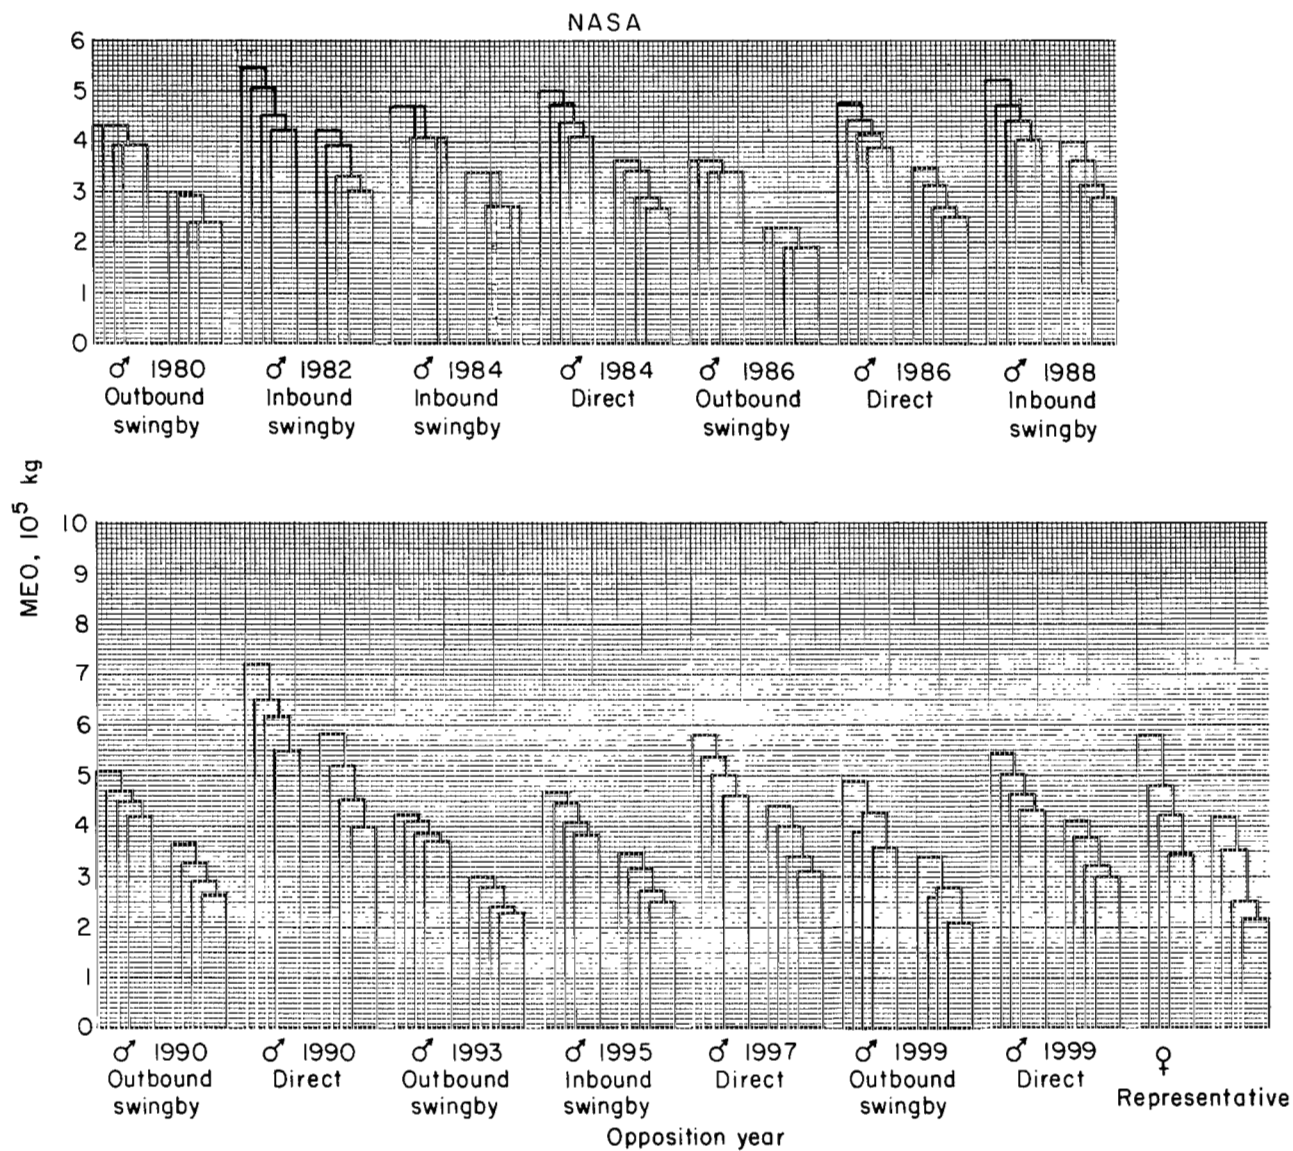 NASA
6
5
4
3
2
1
0
♂ 1980 ♂ 1982 ♂ 1984 ♂ 1984 ♂ 1986 ♂ 1986 ♂ 1988
Outbound Inbound Inbound Direct Outbound Direct Inbound
swingby swingby swingby swingby swingby
MEO, 10⁵ kg
10
9
8
7
6
5
4
3
2
1
0
♂ 1990 ♂ 1990 ♂ 1993 ♂ 1995 ♂ 1997 ♂ 1999 ♂ 1999 ♀
Outbound Direct Outbound Inbound Direct Outbound Direct Representative
swingby swingby swingby swingby
Opposition year